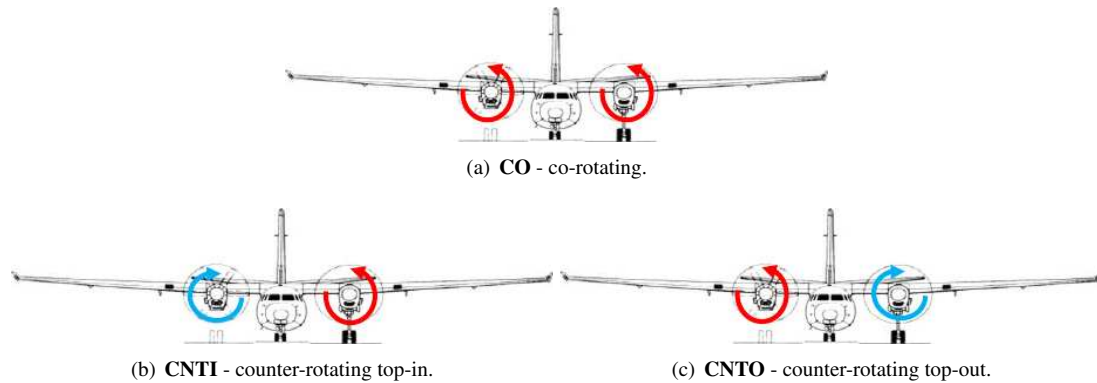 (a) CO - co-rotating.
(b) CNTI - counter-rotating top-in.
(c) CNTO - counter-rotating top-out.